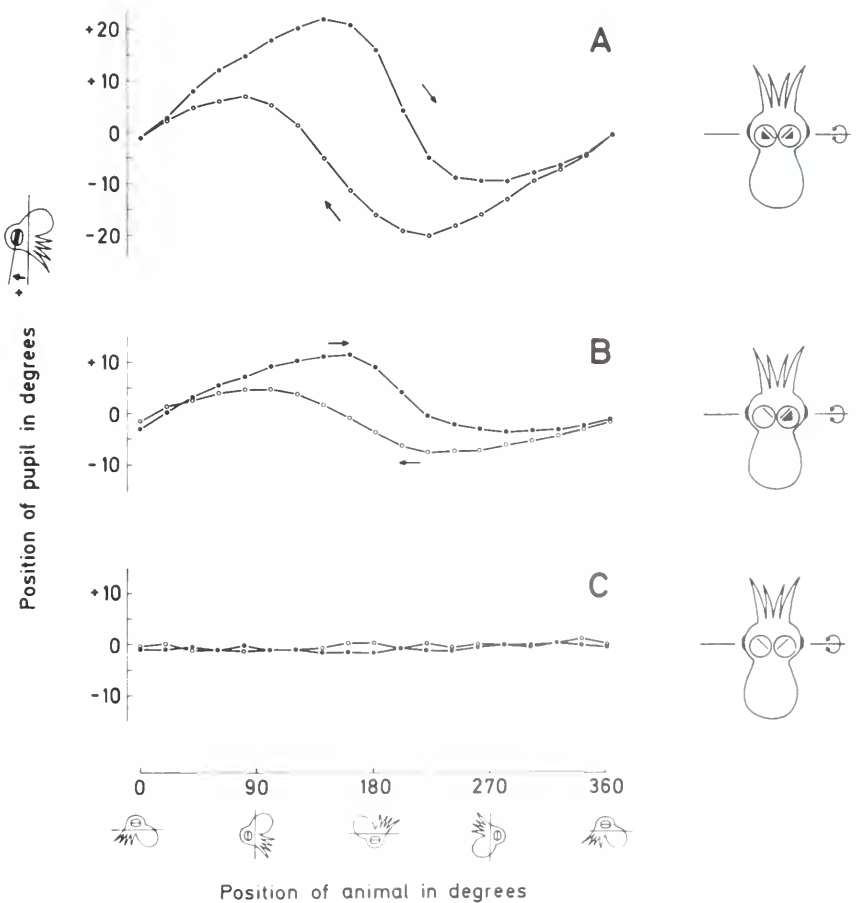 A
+20
+10
0
-10
-20
+
Position of pupil in degrees
B
+10
0
-10
C
+10
0
-10
0 90 180 270 360
Position of animal in degrees